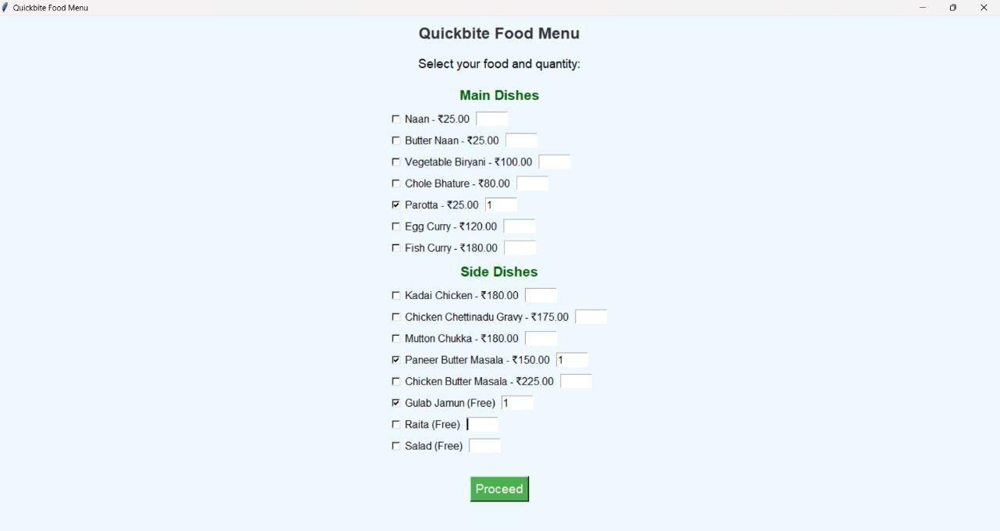 Quickbite Food Menu
Quickbite Food Menu
Select your food and quantity:
Main Dishes
Naan - ₹25.00
Butter Naan - ₹25.00
Vegetable Biryani - ₹100.00
Chole Bhature - ₹80.00
Parotta - ₹25.00 1
Egg Curry - ₹120.00
Fish Curry - ₹180.00
Side Dishes
Kadai Chicken - ₹180.00
Chicken Chettinadu Gravy - ₹175.00
Mutton Chukka - ₹180.00
Paneer Butter Masala - ₹150.00 1
Chicken Butter Masala - ₹225.00
Gulab Jamun (Free) 1
Raita (Free)
Salad (Free)
Proceed